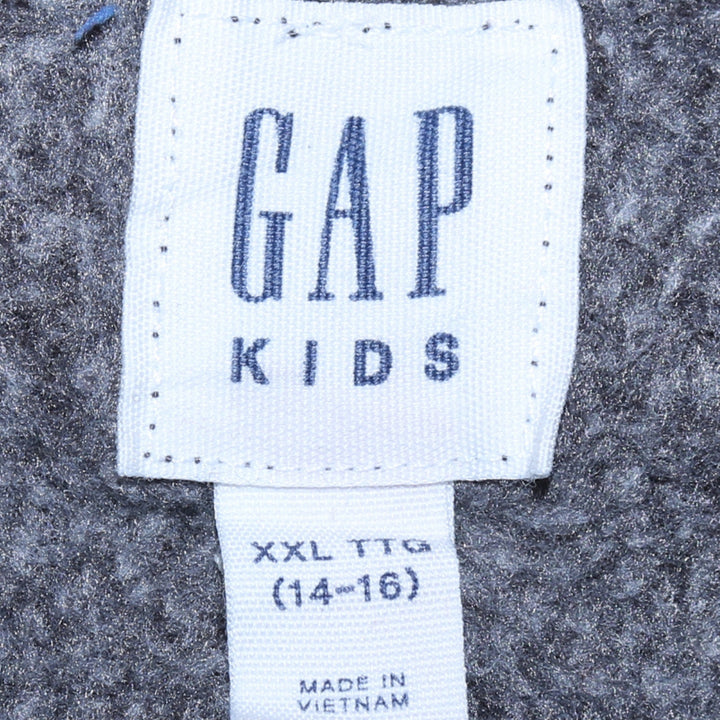 GAP
KIDS
XXL TTG
(14-16)
MADE IN
VIETNAM